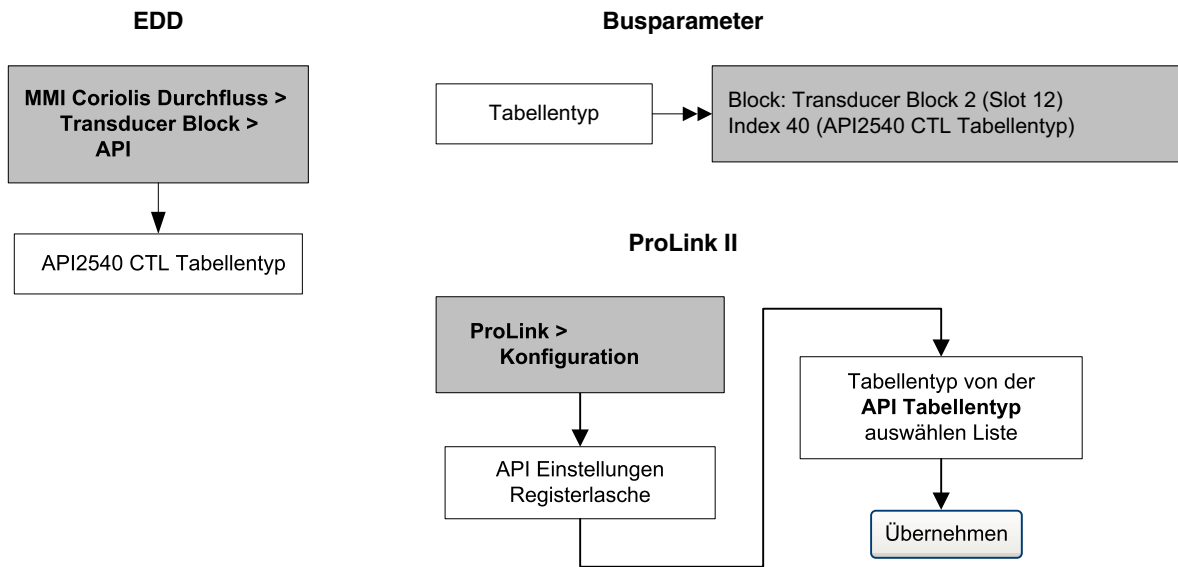 EDD
MMI Coriolis Durchfluss >
Transducer Block >
API
API2540 CTL Tabellentyp
Busparameter
Tabellentyp
Block: Transducer Block 2 (Slot 12)
Index 40 (API2540 CTL Tabellentyp)
ProLink II
ProLink >
Konfiguration
API Einstellungen
Registerlasche
Tabellentyp von der
API Tabellentyp
auswählen Liste
Übernehmen